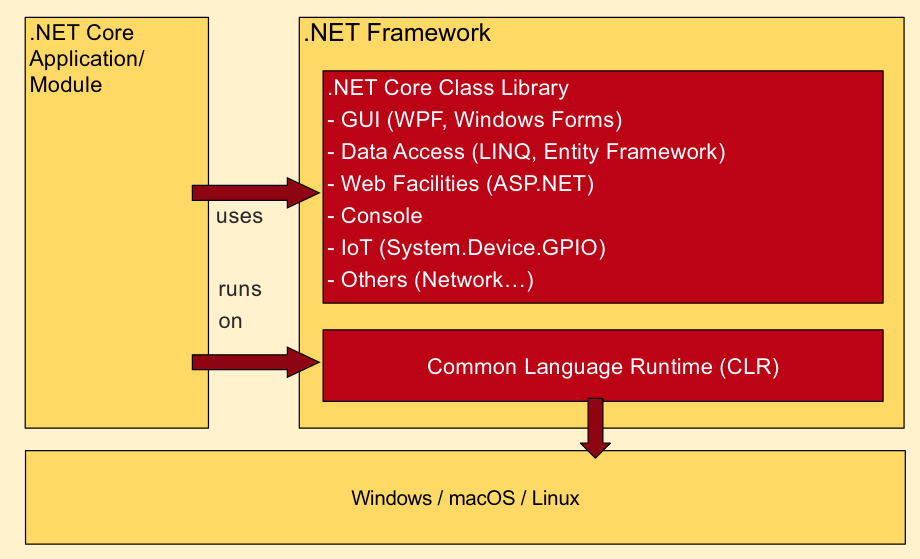 .NET Core
Application/
Module
.NET Framework
.NET Core Class Library
- GUI (WPF, Windows Forms)
- Data Access (LINQ, Entity Framework)
- Web Facilities (ASP.NET)
- Console
- IoT (System.Device.GPIO)
- Others (Network…)
uses
runs
on
Common Language Runtime (CLR)
Windows / macOS / Linux